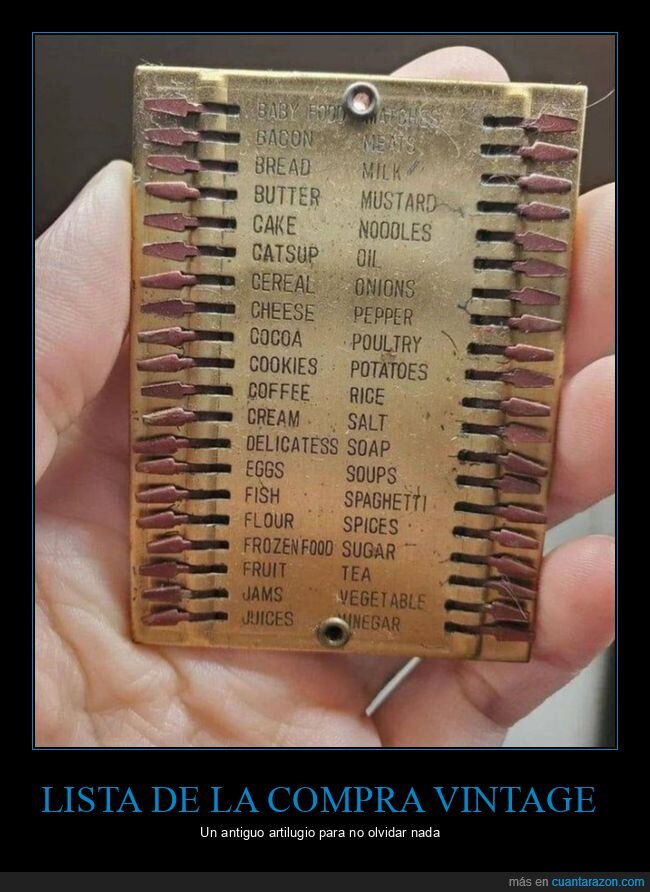 BABY FOOD MATCHES
BACON MEATS
BREAD MILK
BUTTER MUSTARD
CAKE NOODLES
CATSUP OIL
CEREAL ONIONS
CHEESE PEPPER
COCOA POULTRY
COOKIES POTATOES
COFFEE RICE
CREAM SALT
DELICATESS SOAP
EGGS SOUPS
FISH SPAGHETTI
FLOUR SPICES
FROZEN FOOD SUGAR
FRUIT TEA
JAMS VEGETABLE
JUICES VINEGAR
LISTA DE LA COMPRA VINTAGE
Un antiguo artilugio para no olvidar nada
más en cuantarazon.com